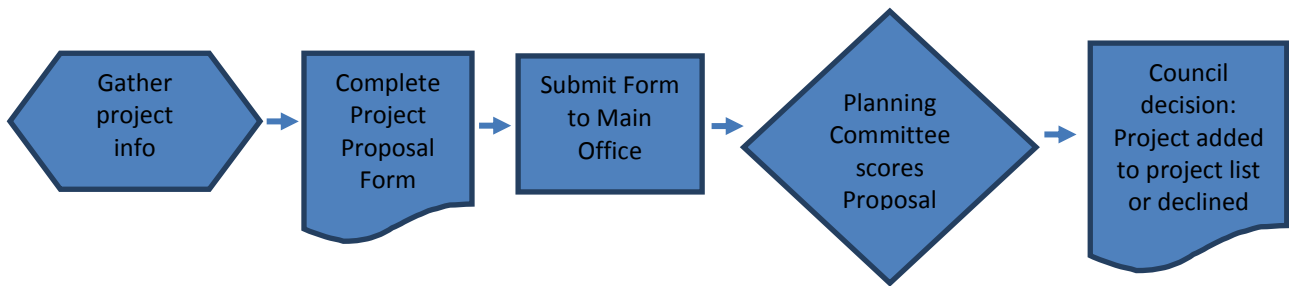 Gather
project
info
Complete
Project
Proposal
Form
Submit Form
to Main
Office
Planning
Committee
scores
Proposal
Council
decision:
Project added
to project list
or declined